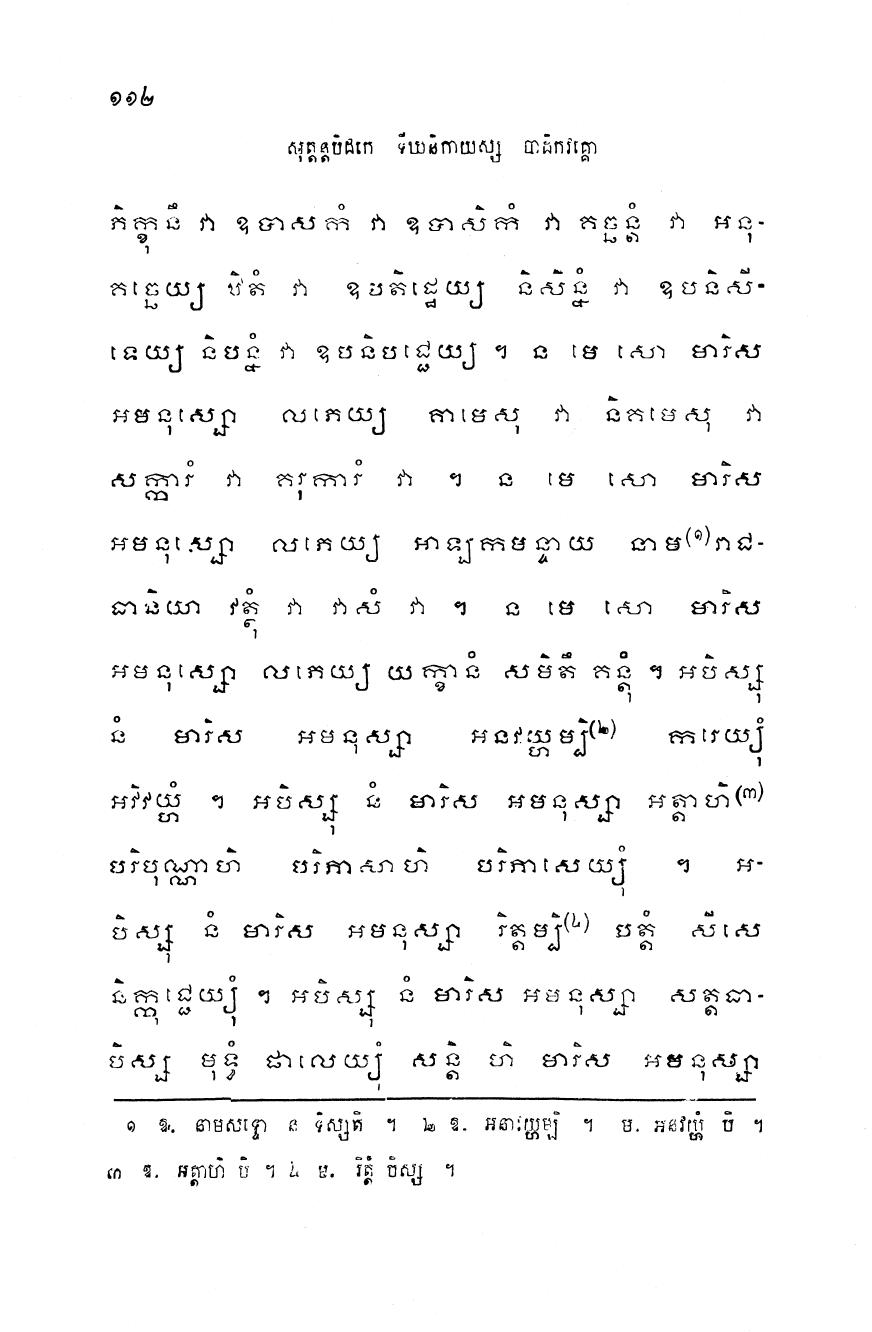 ១១២
សុត្តន្តបិដកេ ទីឃនិកាយស្ស បាដិកវគ្គោ
ភិក្ខុនឹ វា ឧបាសកំ វា ឧបាសិកំ វា គច្ឆន្តំ វា អនុ-
គច្ឆេយ្យ ឋិតំ វា ឧបតិដ្ឋេយ្យ និសិន្នំ វា ឧបនិសី-
ទេយ្យ និបន្នំ វា ឧបនិបជ្ជេយ្យ ។ ន មេ សោ មារិស
អមនុស្សោ លភេយ្យ គាមេសុ វា និគមេសុ វា
សក្ការំ វា គរុការំ វា ។ ន មេ សោ មារិស
អមនុស្សោ លភេយ្យ អាឡកមន្ទាយ នាម(១)រាជ-
ធានិយា វត្ថុំ វា វាសំ វា ។ ន មេ សោ មារិស
អមនុស្សោ លភេយ្យ យក្ខានំ សមិតឹ គន្តុំ ។ អបិស្សុ
នំ មារិស អមនុស្សា អនវយ្ហម្បិ(២) ករេយ្យុំ
អវិវយ្ហំ ។ អបិស្សុ នំ មារិស អមនុស្សា អត្តាហិ(៣)
បរិបុណ្ណាហិ បរិភាសាហិ បរិភាសេយ្យុំ ។ អ-
បិស្សុ នំ មារិស អមនុស្សា រិត្តម្បិ(៤) បត្តំ សីសេ
និក្កុជ្ជេយ្យុំ ។ អបិស្សុ នំ មារិស អមនុស្សា សត្តធា-
បិស្ស មុទ្ធំ ផាលេយ្យុំ សន្តិ ហិ មារិស អមនុស្សា
១ ឱ. នាមសទ្ទោ ន ទិស្សតិ ។ ២ ឱ. អនាវយ្ហម្បិ ។ ម. អនវយ្ហំ បិ ។
៣ ឱ. អត្តាហិ បិ ។ ៤ ម. រិត្តំ បិស្ស ។